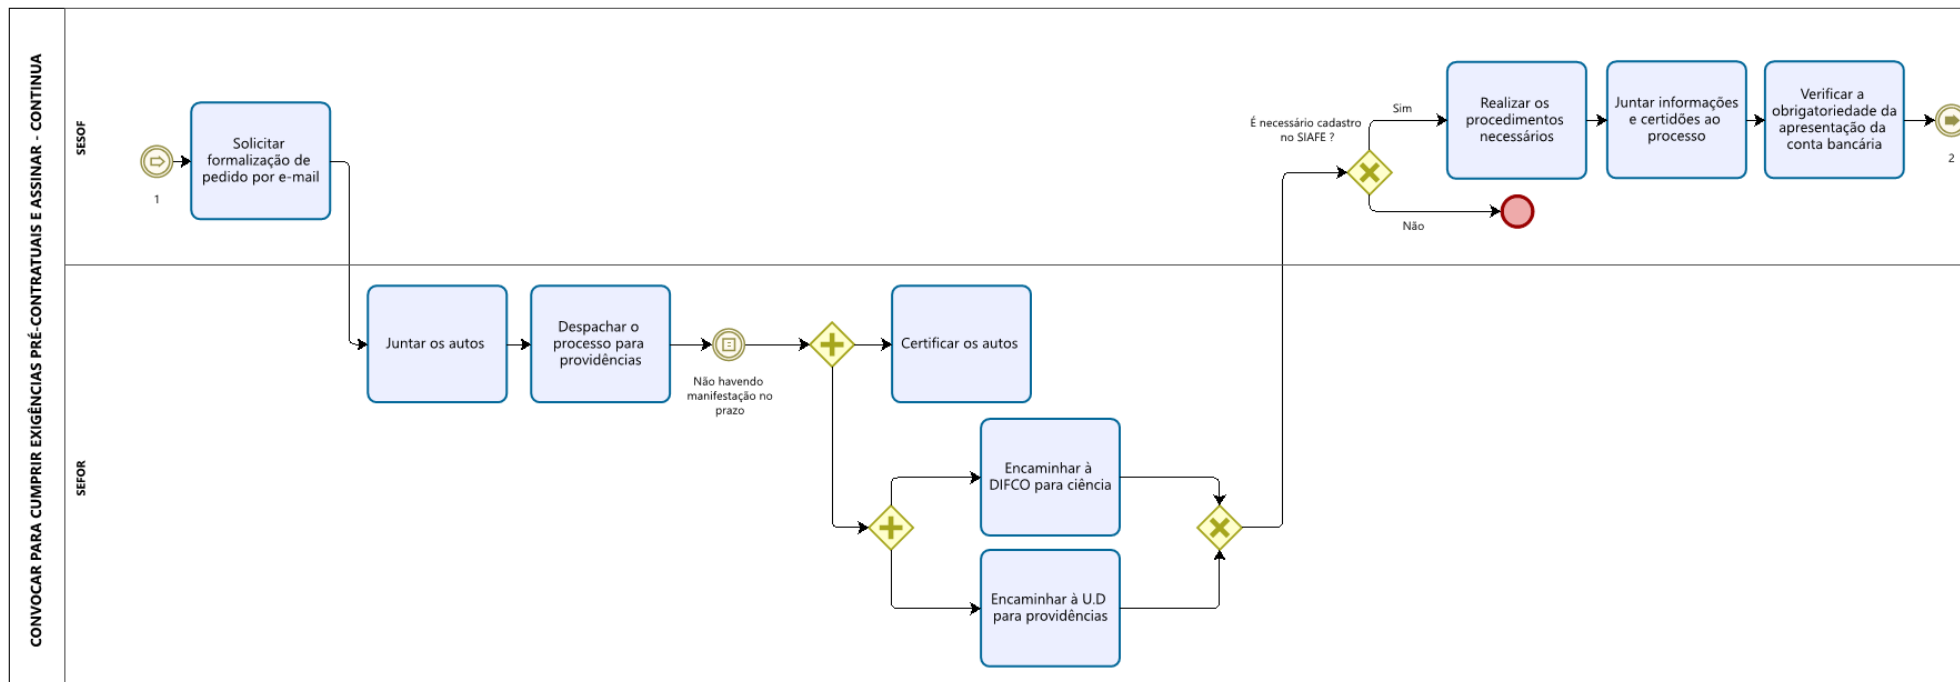 CONVOCAR PARA CUMPRIR EXIGÊNCIAS PRÉ-CONTRATUAIS E ASSINAR - CONTINUA
SESOF
1
Solicitar
formalização de
pedido por e-mail
É necessário cadastro
no SIAFE ?
Sim
Não
Realizar os
procedimentos
necessários
Juntar informações
e certidões ao
processo
Verificar a
obrigatoriedade da
apresentação da
conta bancária
2
SEFOR
Juntar os autos
Despachar o
processo para
providências
Não havendo
manifestação no
prazo
Certificar os autos
Encaminhar à
DIFCO para ciência
Encaminhar à U.D
para providências